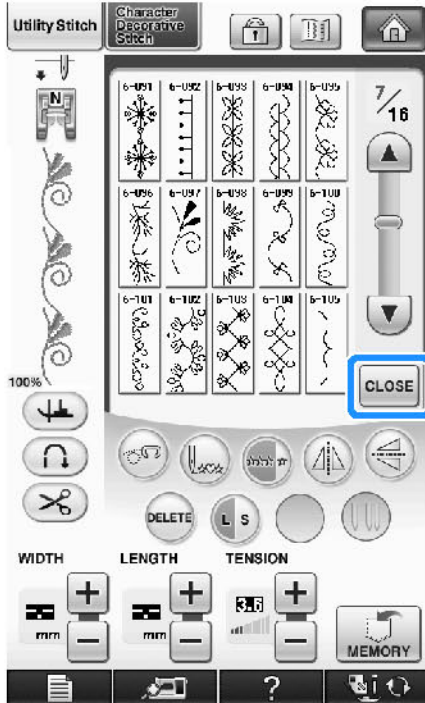 Utility Stitch
Character
Decorative
Stitch
N
6-091 6-092 6-093 6-094 6-095
7/16
6-096 6-097 6-098 6-099 6-100
6-101 6-102 6-103 6-104 6-105
100%
CLOSE
DELETE
L S
WIDTH LENGTH TENSION
3.6
mm mm
MEMORY
?